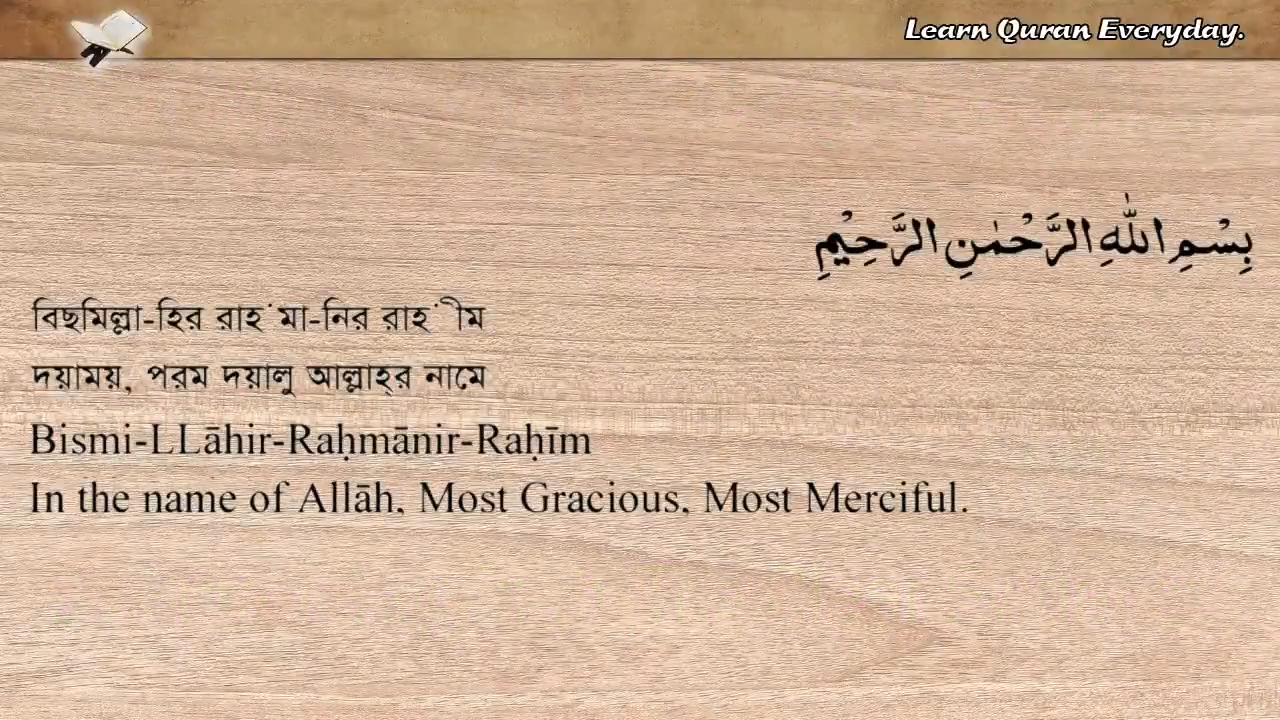 Learn Quran Everyday.
بِسْمِ اللّٰهِ الرَّحْمٰنِ الرَّحِيْمِ
বিছমিল্লা-হির রাহ'মা-নির রাহ'ীম
দয়াময়, পরম দয়ালু আল্লাহ্‌র নামে
Bismi-LLāhir-Raḥmānir-Raḥīm
In the name of Allāh, Most Gracious, Most Merciful.